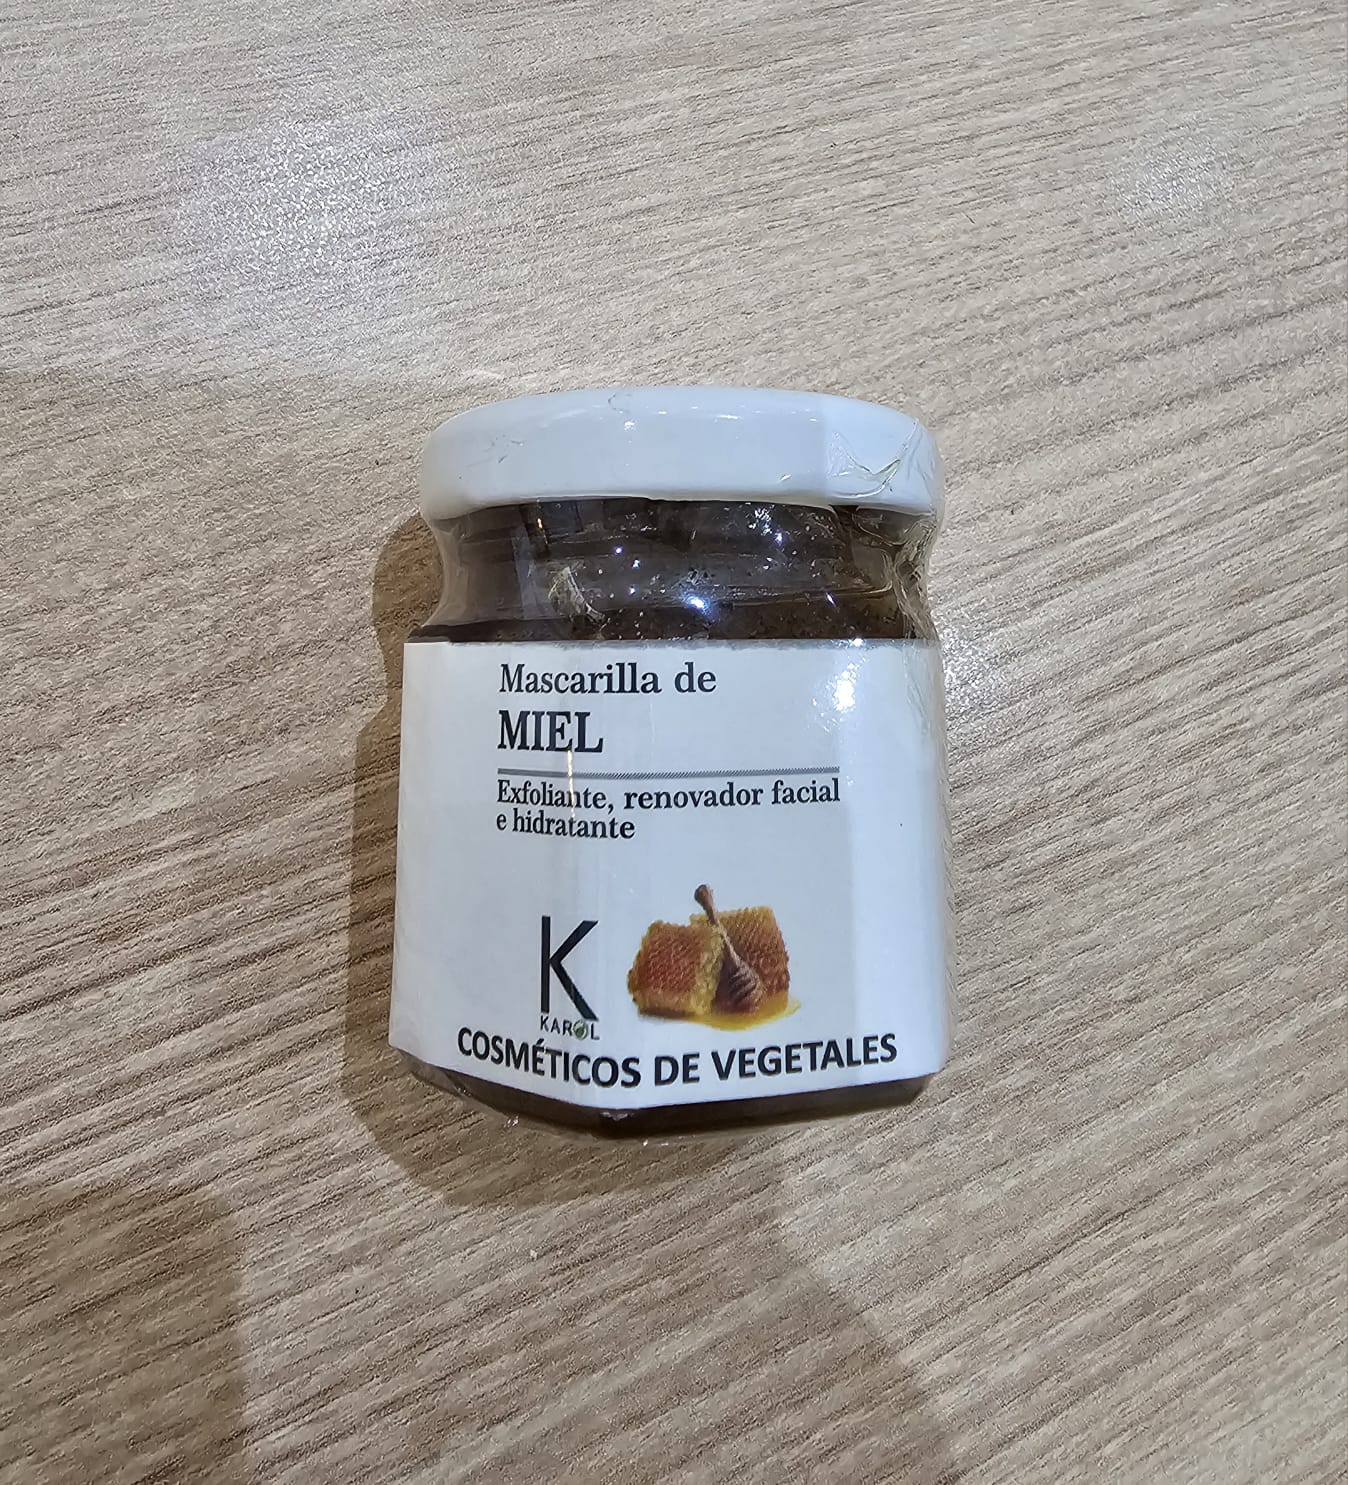 Mascarilla de
MIEL
Exfoliante, renovador facial
e hidratante
K
KAROL
COSMÉTICOS DE VEGETALES